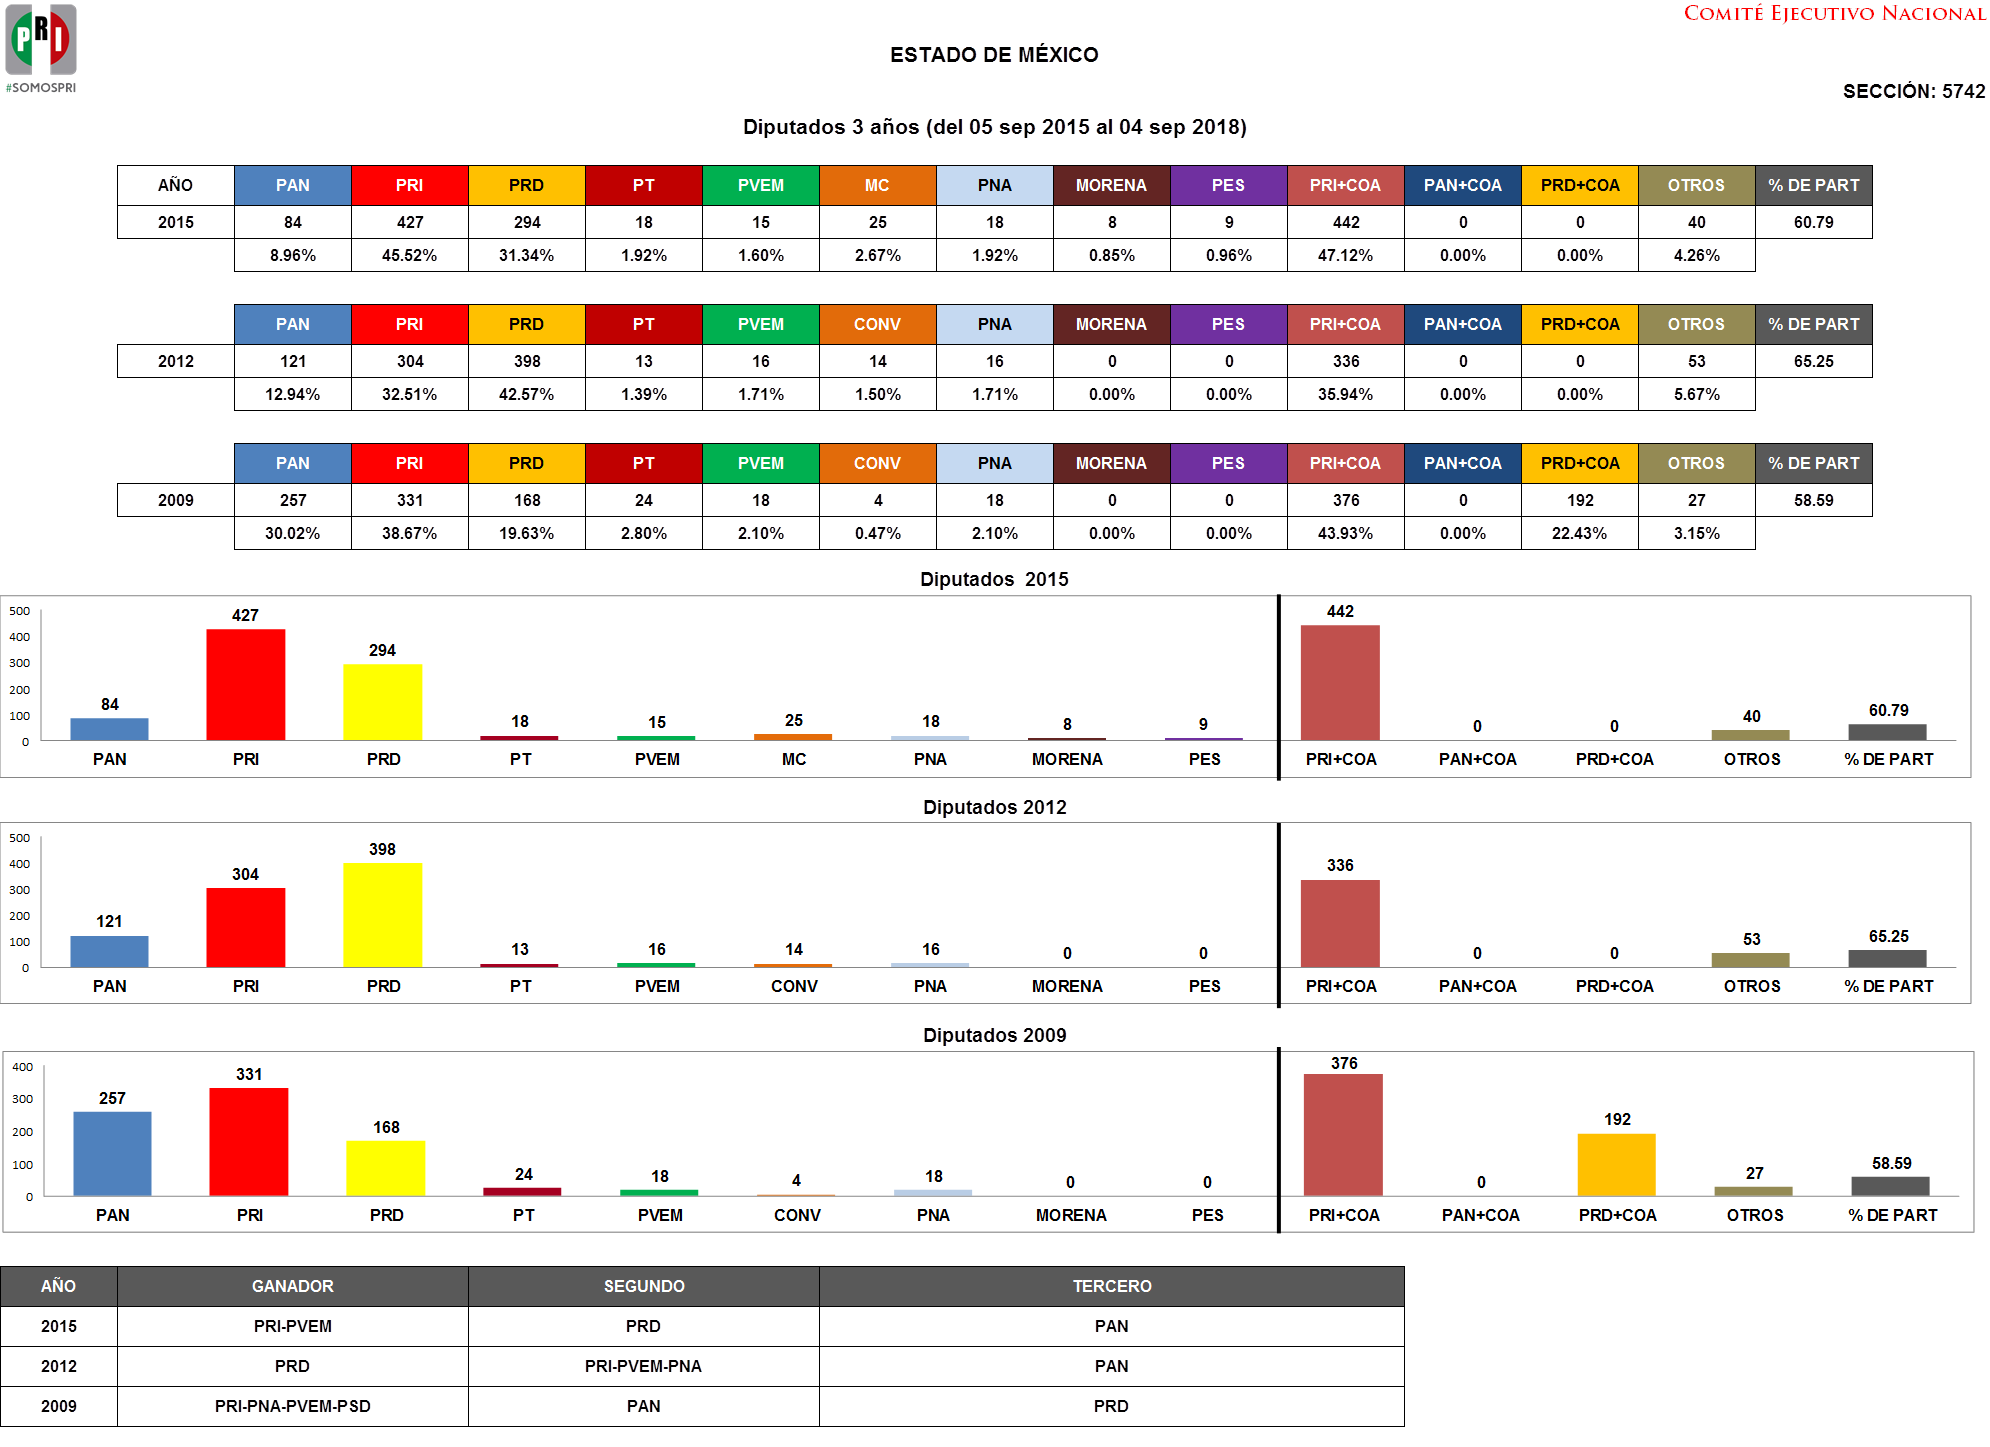 PRI
#SOMOSPRI
COMITÉ EJECUTIVO NACIONAL
ESTADO DE MÉXICO
SECCIÓN: 5742
Diputados 3 años (del 05 sep 2015 al 04 sep 2018)
AÑO PAN PRI PRD PT PVEM MC PNA MORENA PES PRI+COA PAN+COA PRD+COA OTROS % DE PART
2015 84 427 294 18 15 25 18 8 9 442 0 0 40 60.79
8.96% 45.52% 31.34% 1.92% 1.60% 2.67% 1.92% 0.85% 0.96% 47.12% 0.00% 0.00% 4.26%
PAN PRI PRD PT PVEM CONV PNA MORENA PES PRI+COA PAN+COA PRD+COA OTROS % DE PART
2012 121 304 398 13 16 14 16 0 0 336 0 0 53 65.25
12.94% 32.51% 42.57% 1.39% 1.71% 1.50% 1.71% 0.00% 0.00% 35.94% 0.00% 0.00% 5.67%
PAN PRI PRD PT PVEM CONV PNA MORENA PES PRI+COA PAN+COA PRD+COA OTROS % DE PART
2009 257 331 168 24 18 4 18 0 0 376 0 192 27 58.59
30.02% 38.67% 19.63% 2.80% 2.10% 0.47% 2.10% 0.00% 0.00% 43.93% 0.00% 22.43% 3.15%
Diputados 2015
500
400
300
200
100
0
84 427 294 18 15 25 18 8 9 442 0 0 40 60.79
PAN PRI PRD PT PVEM MC PNA MORENA PES PRI+COA PAN+COA PRD+COA OTROS % DE PART
Diputados 2012
500
400
300
200
100
0
121 304 398 13 16 14 16 0 0 336 0 0 53 65.25
PAN PRI PRD PT PVEM CONV PNA MORENA PES PRI+COA PAN+COA PRD+COA OTROS % DE PART
Diputados 2009
400
300
200
100
0
257 331 168 24 18 4 18 0 0 376 0 192 27 58.59
PAN PRI PRD PT PVEM CONV PNA MORENA PES PRI+COA PAN+COA PRD+COA OTROS % DE PART
AÑO GANADOR SEGUNDO TERCERO
2015 PRI-PVEM PRD PAN
2012 PRD PRI-PVEM-PNA PAN
2009 PRI-PNA-PVEM-PSD PAN PRD